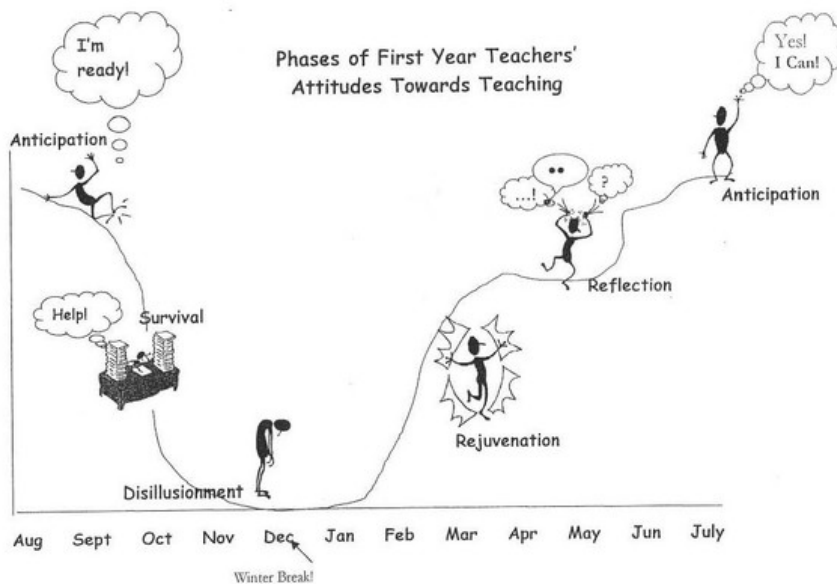 I'm
ready!
Phases of First Year Teachers'
Attitudes Towards Teaching
Yes!
I Can!
Anticipation
...!
?
Anticipation
Reflection
Help!
Survival
Rejuvenation
Disillusionment
Aug Sept Oct Nov Dec Jan Feb Mar Apr May Jun July
Winter Break!